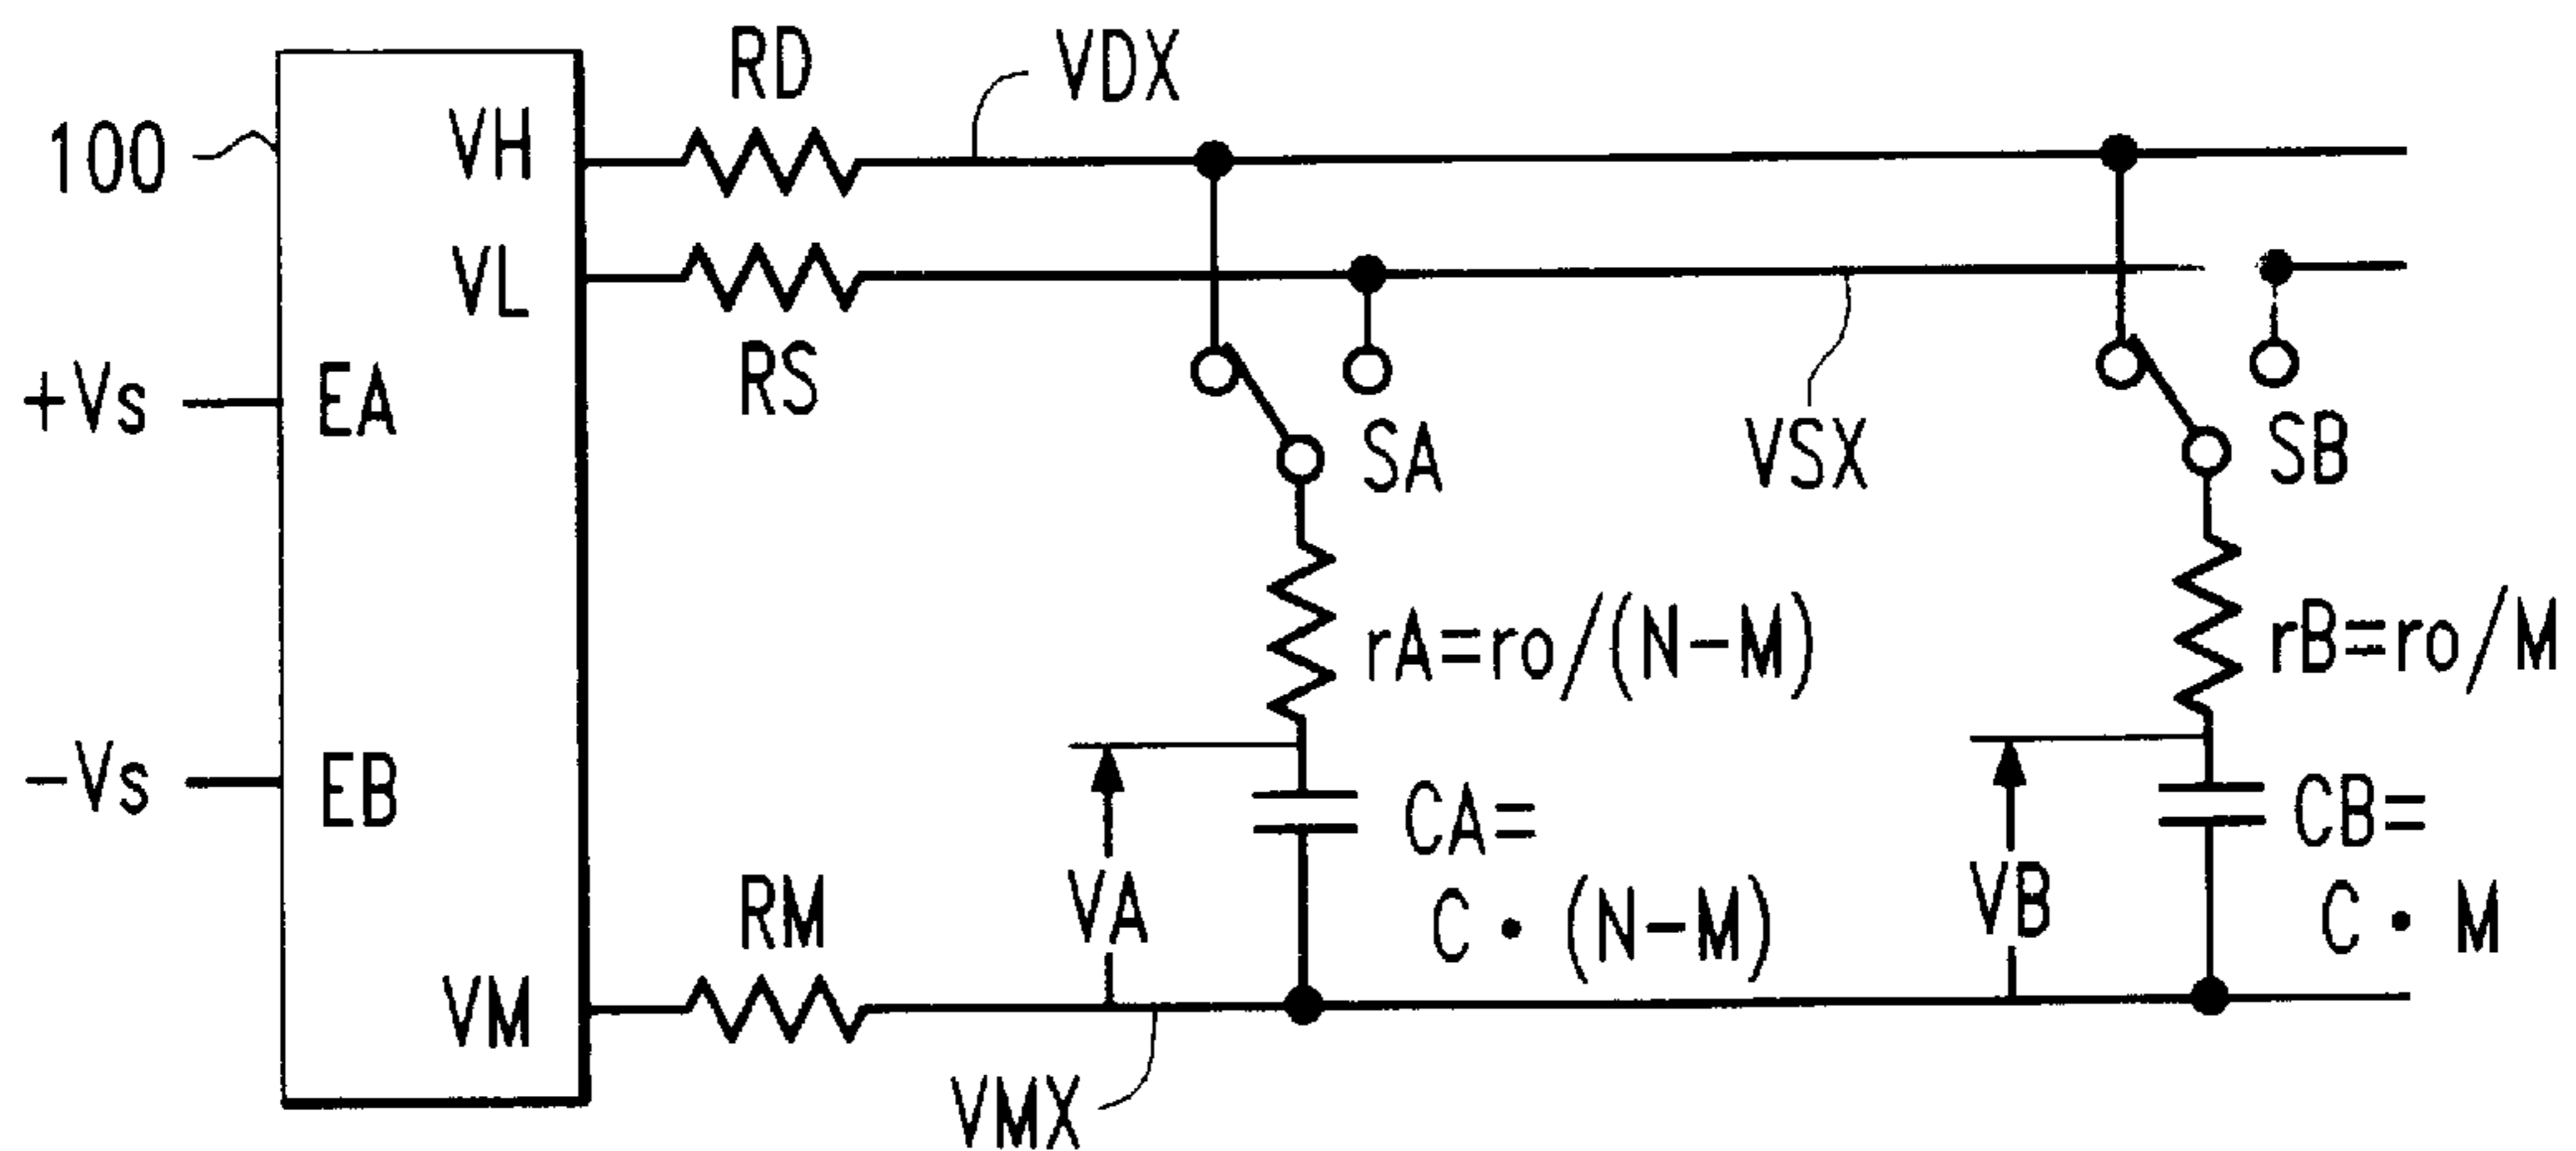 RD
VDX
100
VH
VL
RS
+Vs
EA
SA
VSX
SB
rA=ro/(N-M)
rB=ro/M
-Vs
EB
CA=
C·(N-M)
CB=
C·M
VA
VB
RM
VM
VMX